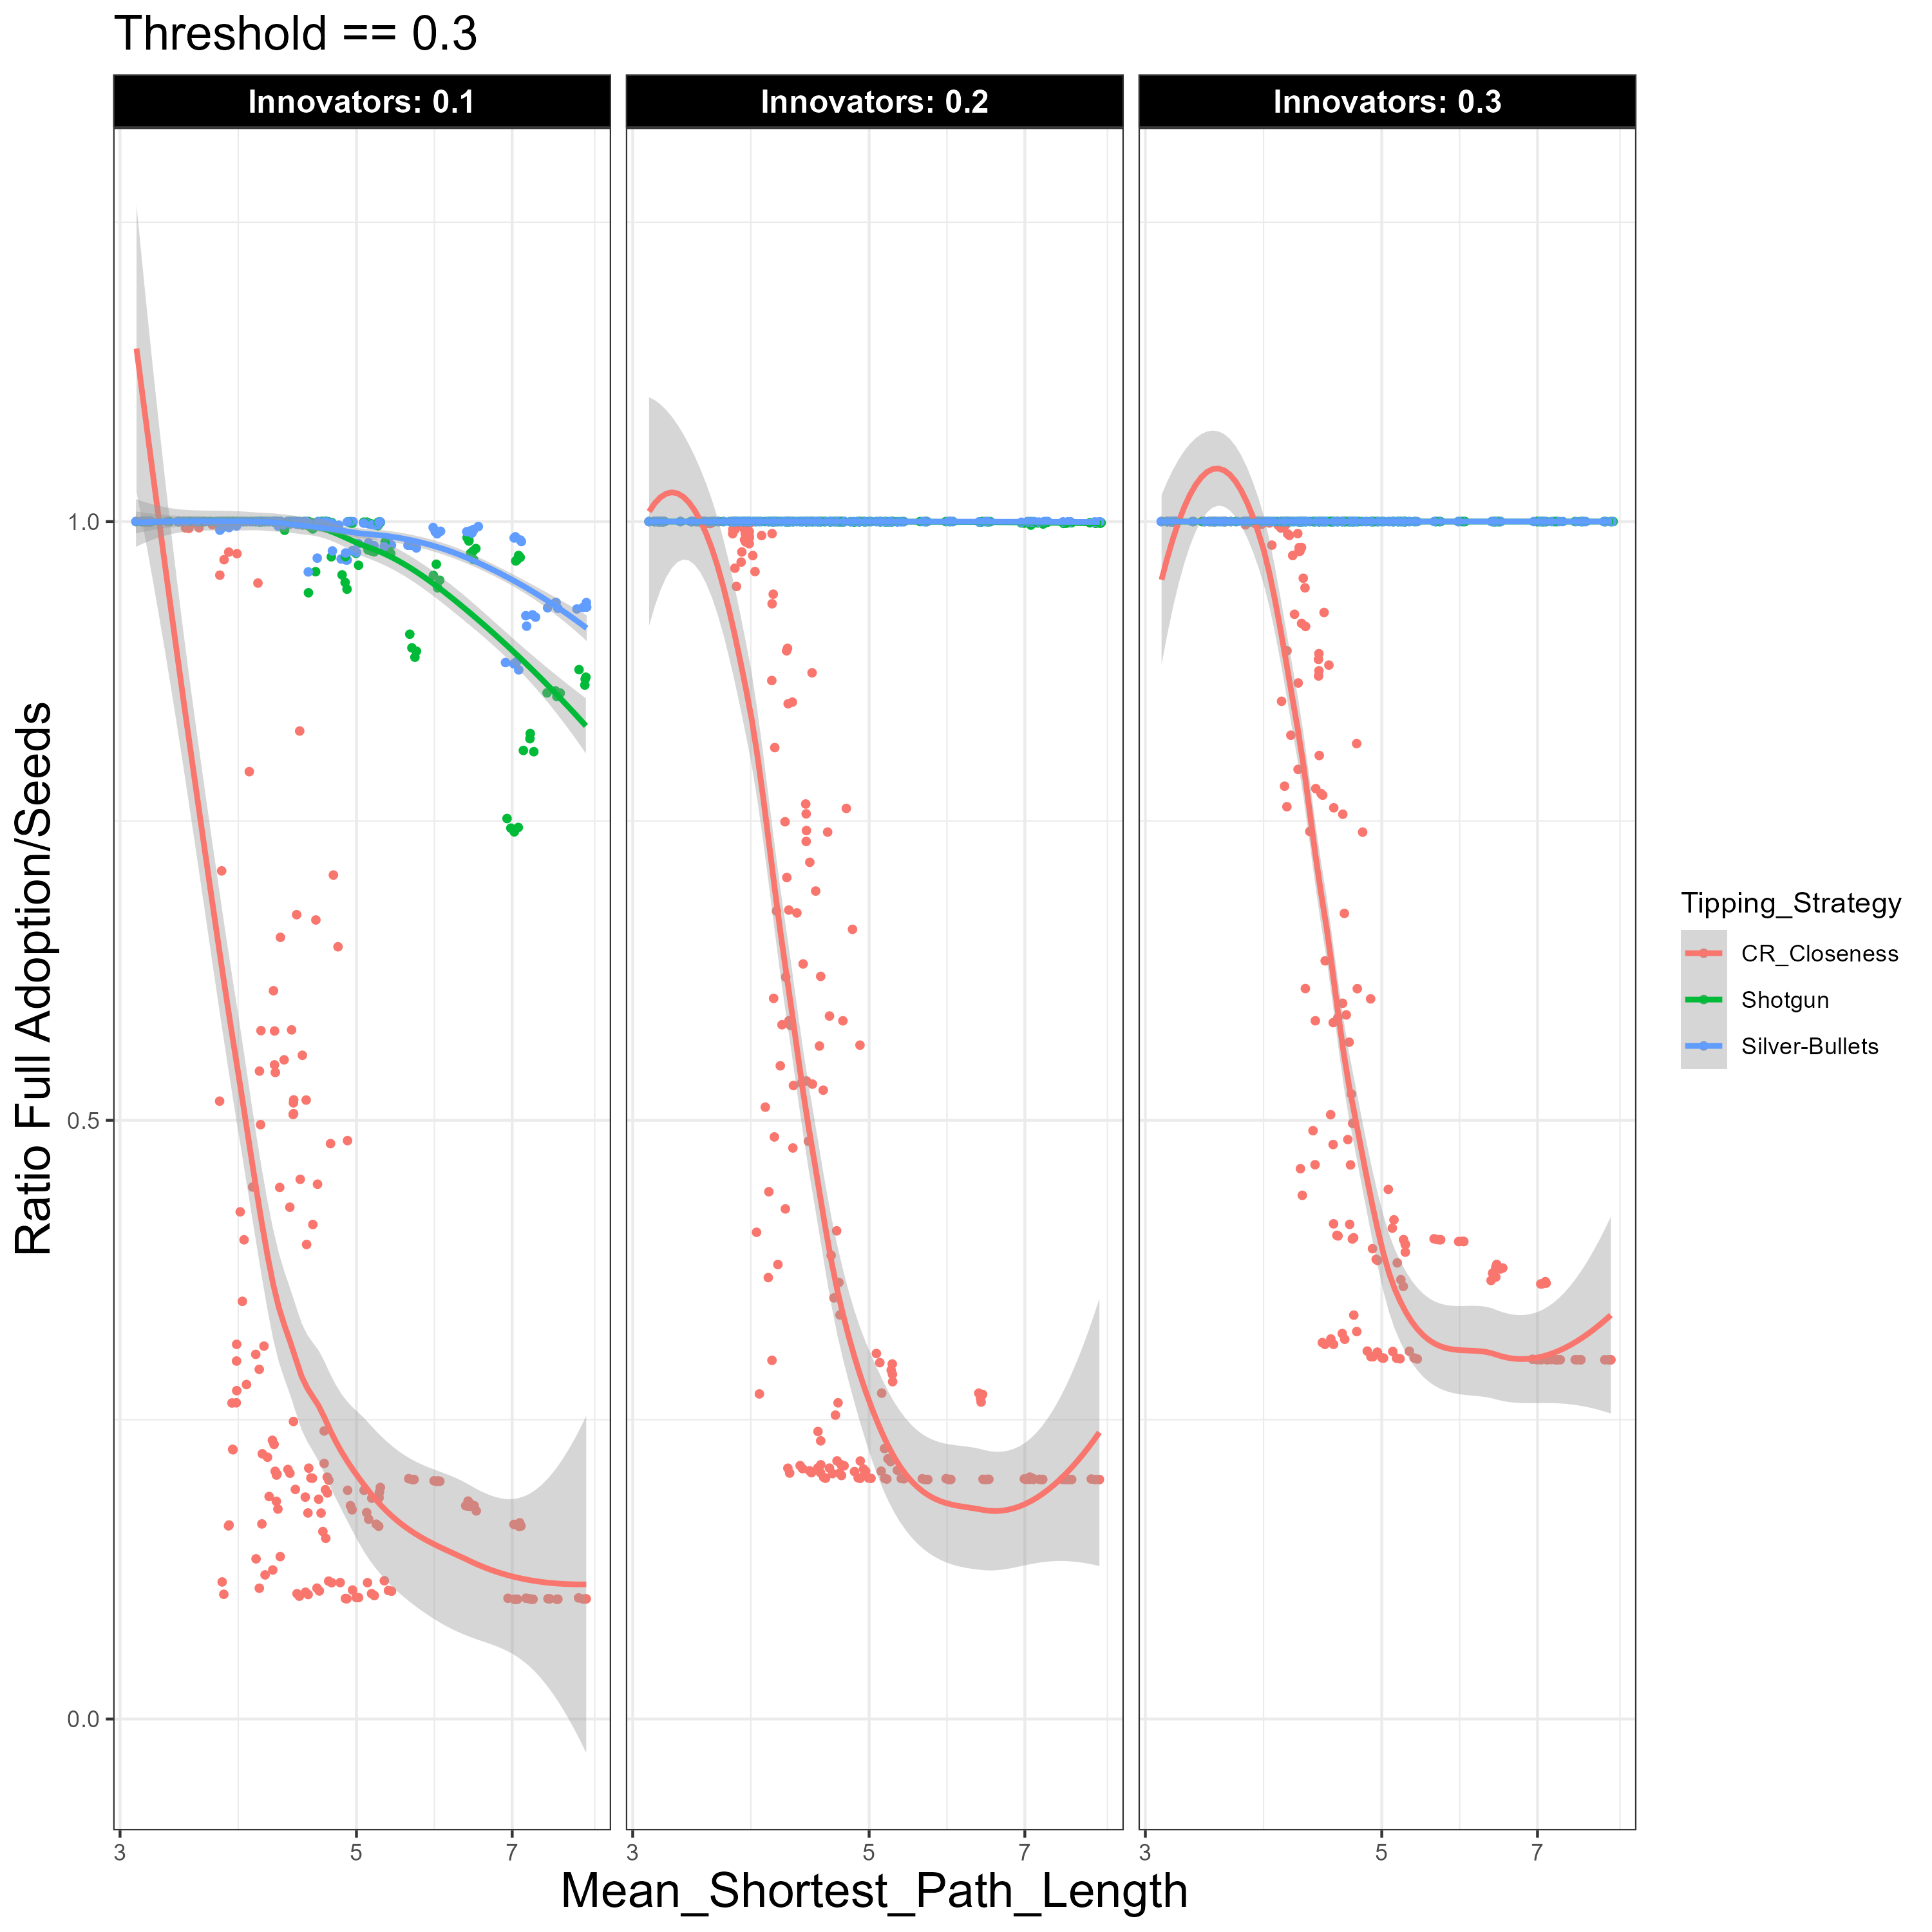 Threshold == 0.3
Innovators: 0.1
Innovators: 0.2
Innovators: 0.3
Ratio Full Adoption/Seeds
1.0
0.5
0.0
3 5 7
3 5 7
3 5 7
Mean_Shortest_Path_Length
Tipping_Strategy
CR_Closeness
Shotgun
Silver-Bullets